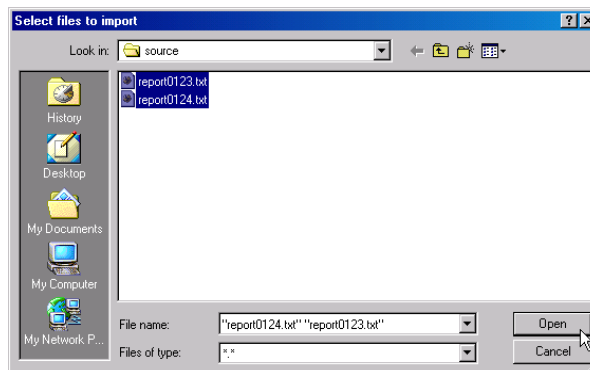 Select files to import
Look in: source
report0123.txt
report0124.txt
History
Desktop
My Documents
My Computer
My Network P...
File name: "report0124.txt" "report0123.txt" Open
Files of type: *.* Cancel